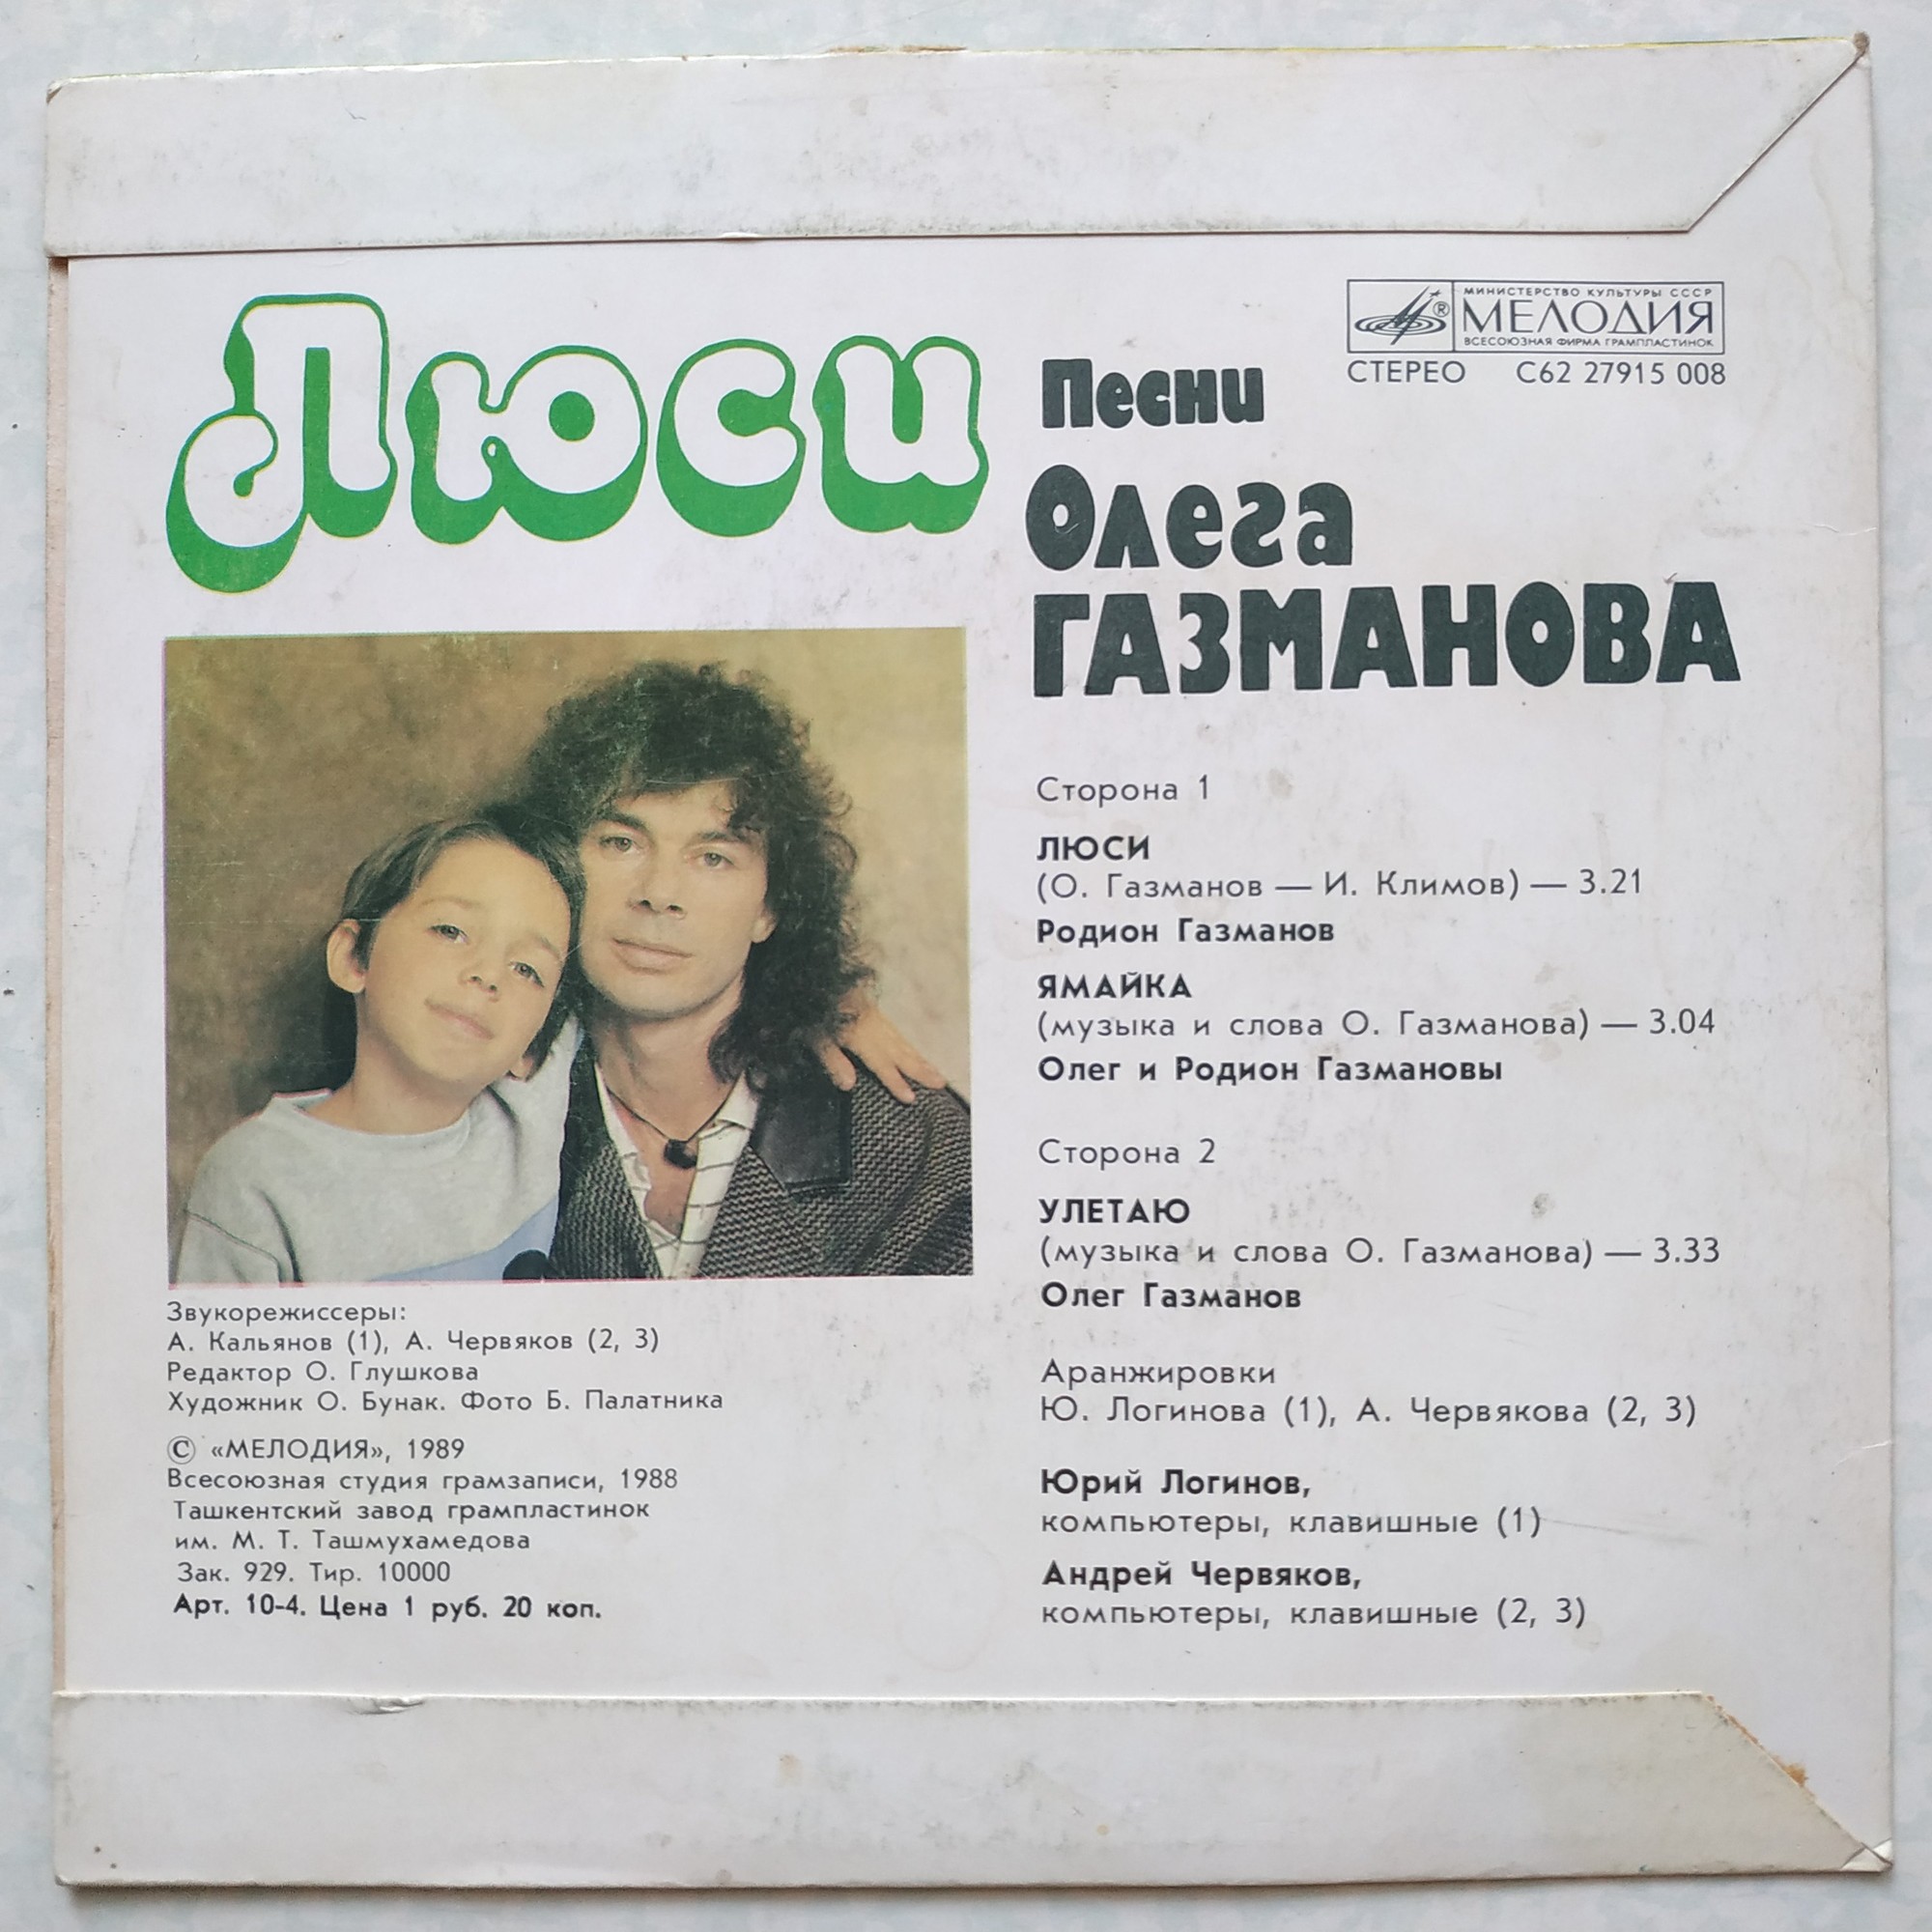 Люси
МИНИСТЕРСТВО КУЛЬТУРЫ СССР
МЕЛОДИЯ
ВСЕСОЮЗНАЯ ФИРМА ГРАМПЛАСТИНОК
СТЕРЕО С62 27915 008
Песни
Олега
ГАЗМАНОВА
Сторона 1
ЛЮСИ
(О. Газманов — И. Климов) — 3.21
Родион Газманов
ЯМАЙКА
(музыка и слова О. Газманова) — 3.04
Олег и Родион Газмановы
Сторона 2
УЛЕТАЮ
(музыка и слова О. Газманова) — 3.33
Олег Газманов
Аранжировки
Ю. Логинова (1), А. Червякова (2, 3)
Юрий Логинов,
компьютеры, клавишные (1)
Андрей Червяков,
компьютеры, клавишные (2, 3)
Звукорежиссеры:
А. Кальянов (1), А. Червяков (2, 3)
Редактор О. Глушкова
Художник О. Бунак. Фото Б. Палатника
© «МЕЛОДИЯ», 1989
Всесоюзная студия грамзаписи, 1988
Ташкентский завод грампластинок
им. М. Т. Ташмухамедова
Зак. 929. Тир. 10000
Арт. 10-4. Цена 1 руб. 20 коп.